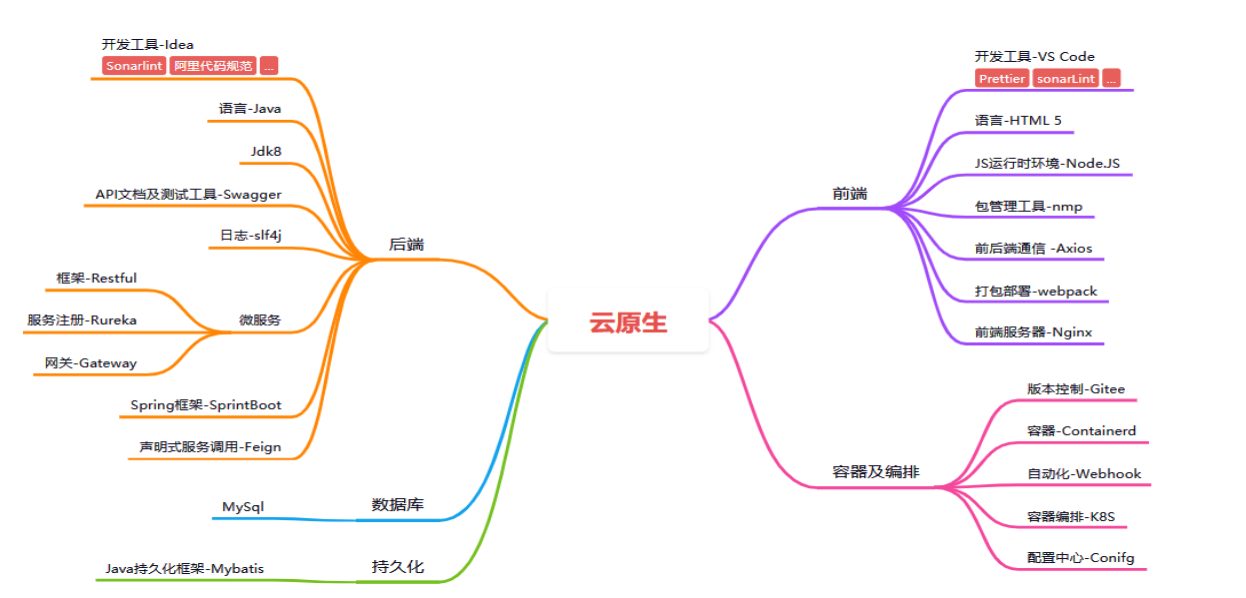 开发工具-Idea
Sonarlint 阿里代码规范 ...
语言-Java
Jdk8
API文档及测试工具-Swagger
日志-slf4j
后端
框架-Restful
服务注册-Rureka
微服务
网关-Gateway
Spring框架-SprintBoot
声明式服务调用-Feign
MySql
数据库
Java持久化框架-Mybatis
持久化
云原生
开发工具-VS Code
Prettier sonarLint ...
语言-HTML 5
JS运行时环境-Node.JS
前端
包管理工具-nmp
前后端通信 -Axios
打包部署-webpack
前端服务器-Nginx
版本控制-Gitee
容器-Containerd
容器及编排
自动化-Webhook
容器编排-K8S
配置中心-Conifg